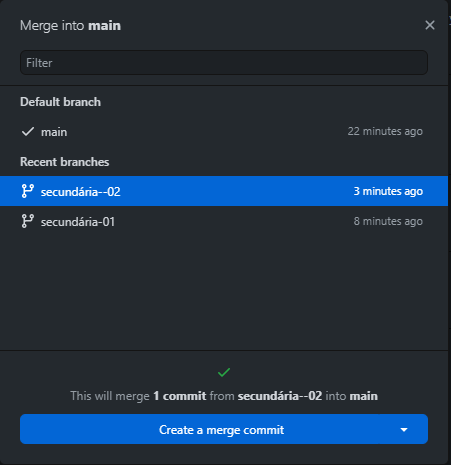 Merge into main
Filter
Default branch
main 22 minutes ago
Recent branches
secundária--02 3 minutes ago
secundária-01 8 minutes ago
This will merge 1 commit from secundária--02 into main
Create a merge commit